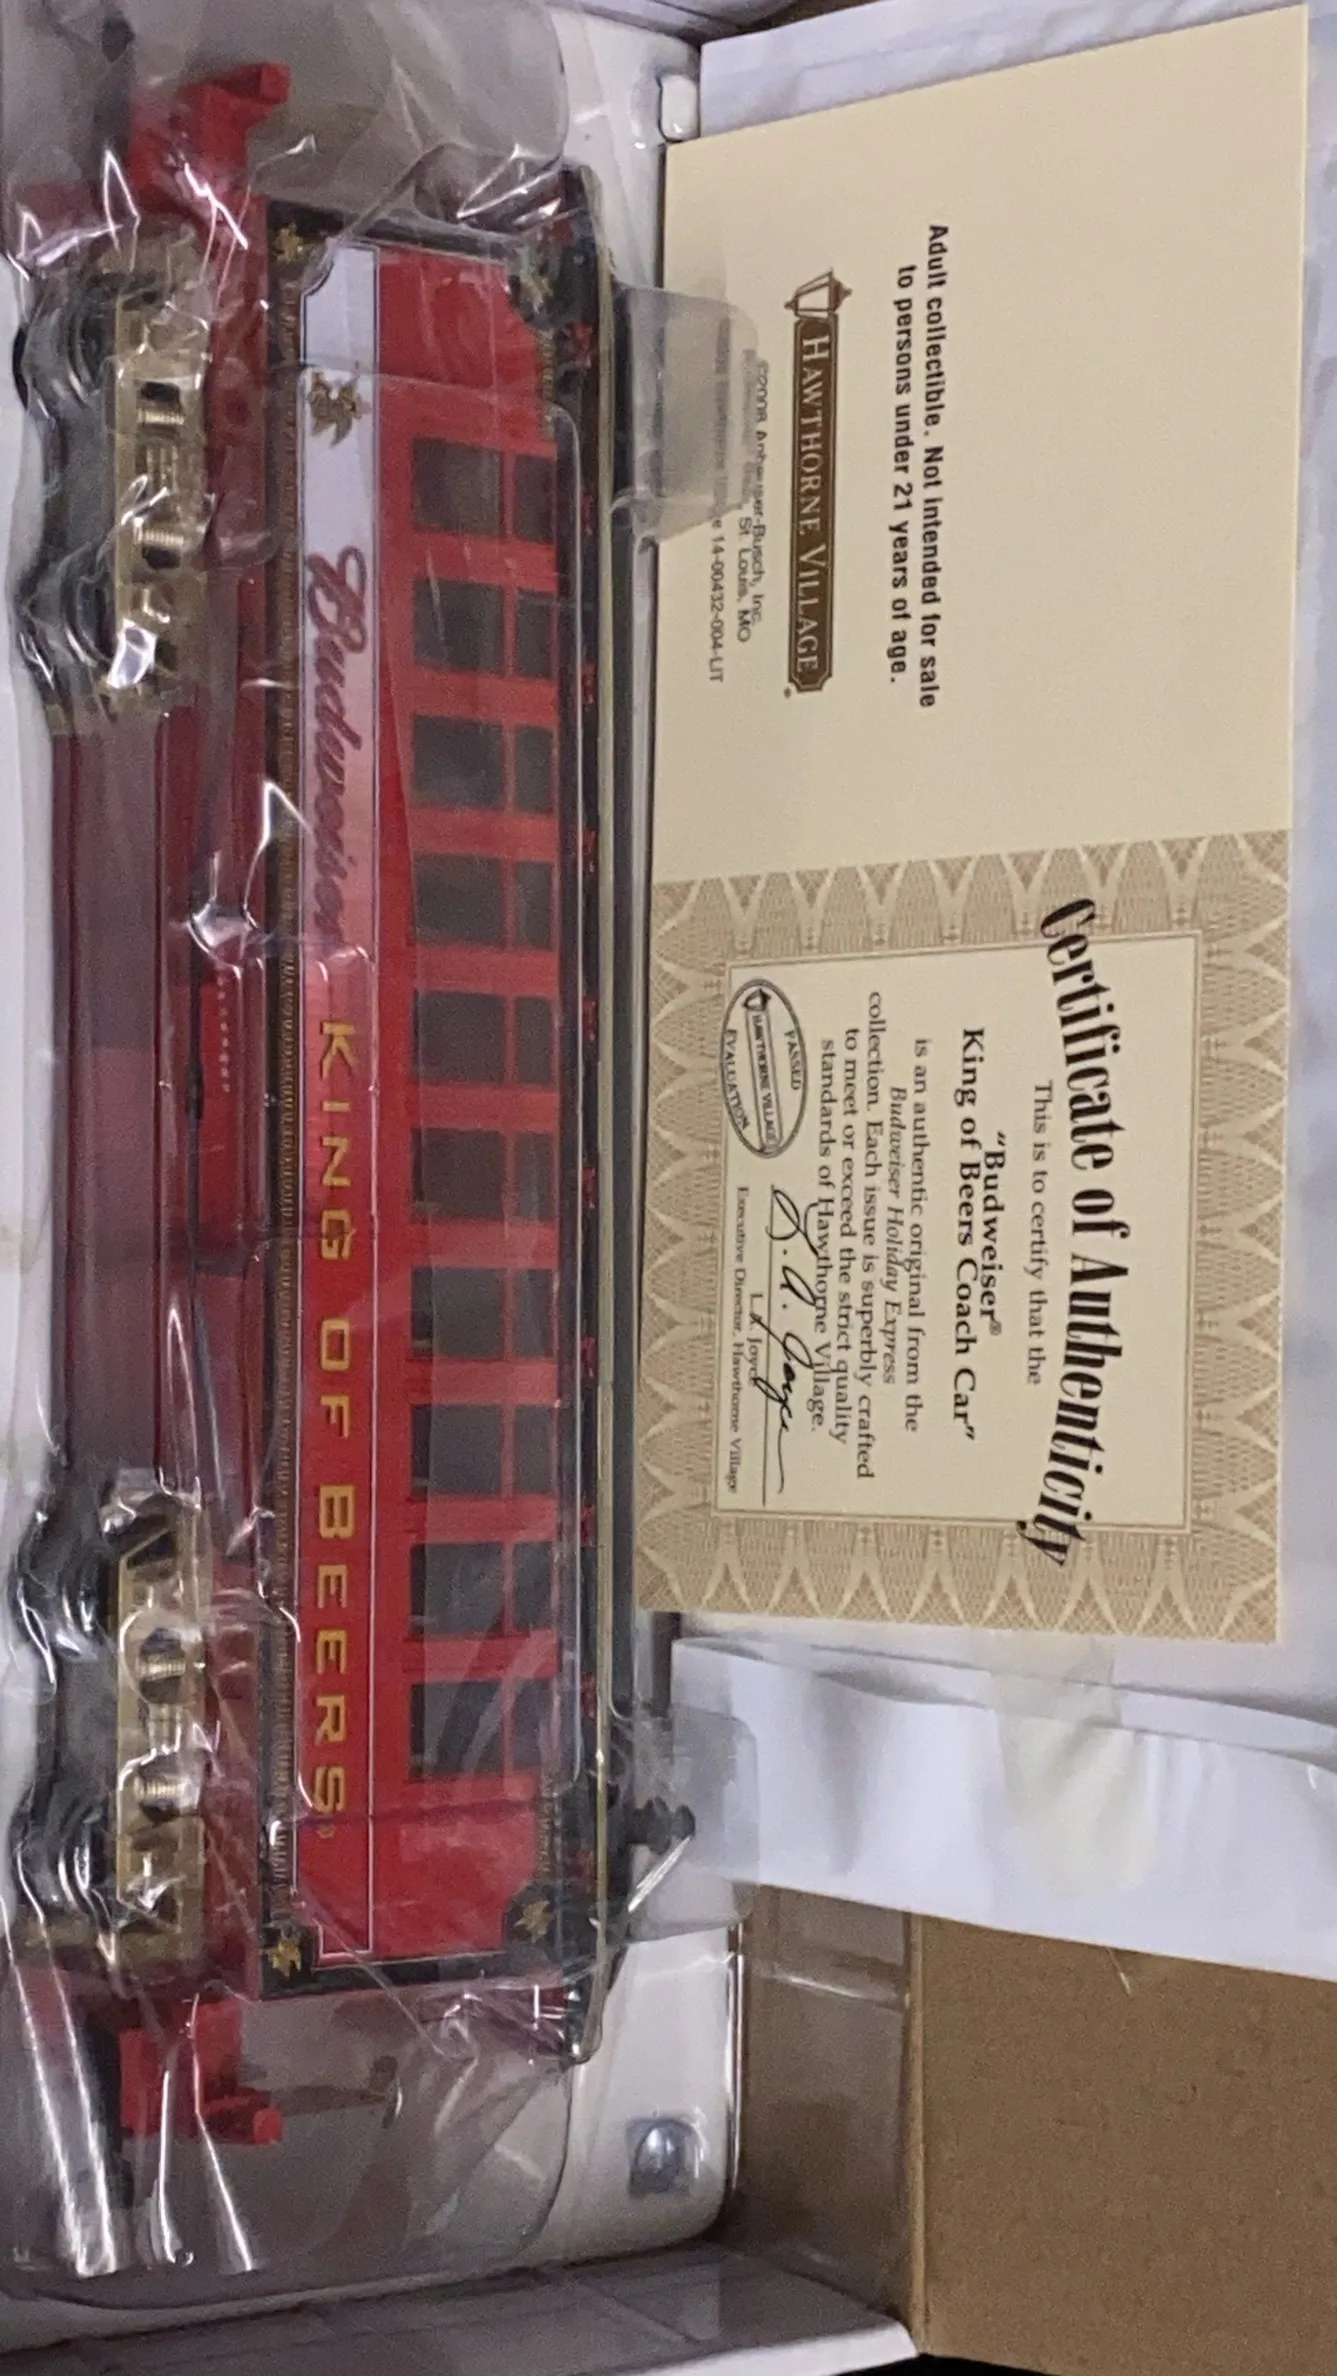 Adult collectible. Not intended for sale
to persons under 21 years of age.
HAWTHORNE VILLAGE®
©2008 Anheuser-Busch, Inc.
St. Louis, MO
14-00432-004-LIT
Certificate of Authenticity
This is to certify that the
"Budweiser®
King of Beers Coach Car"
is an authentic original from the
Budweiser Holiday Express
collection. Each issue is superbly crafted
to meet or exceed the strict quality
standards of Hawthorne Village.
PASSED
HAWTHORNE VILLAGE
EVALUATION
L.A. Joyce
Executive Director, Hawthorne Village
Budweiser KING OF BEERS®